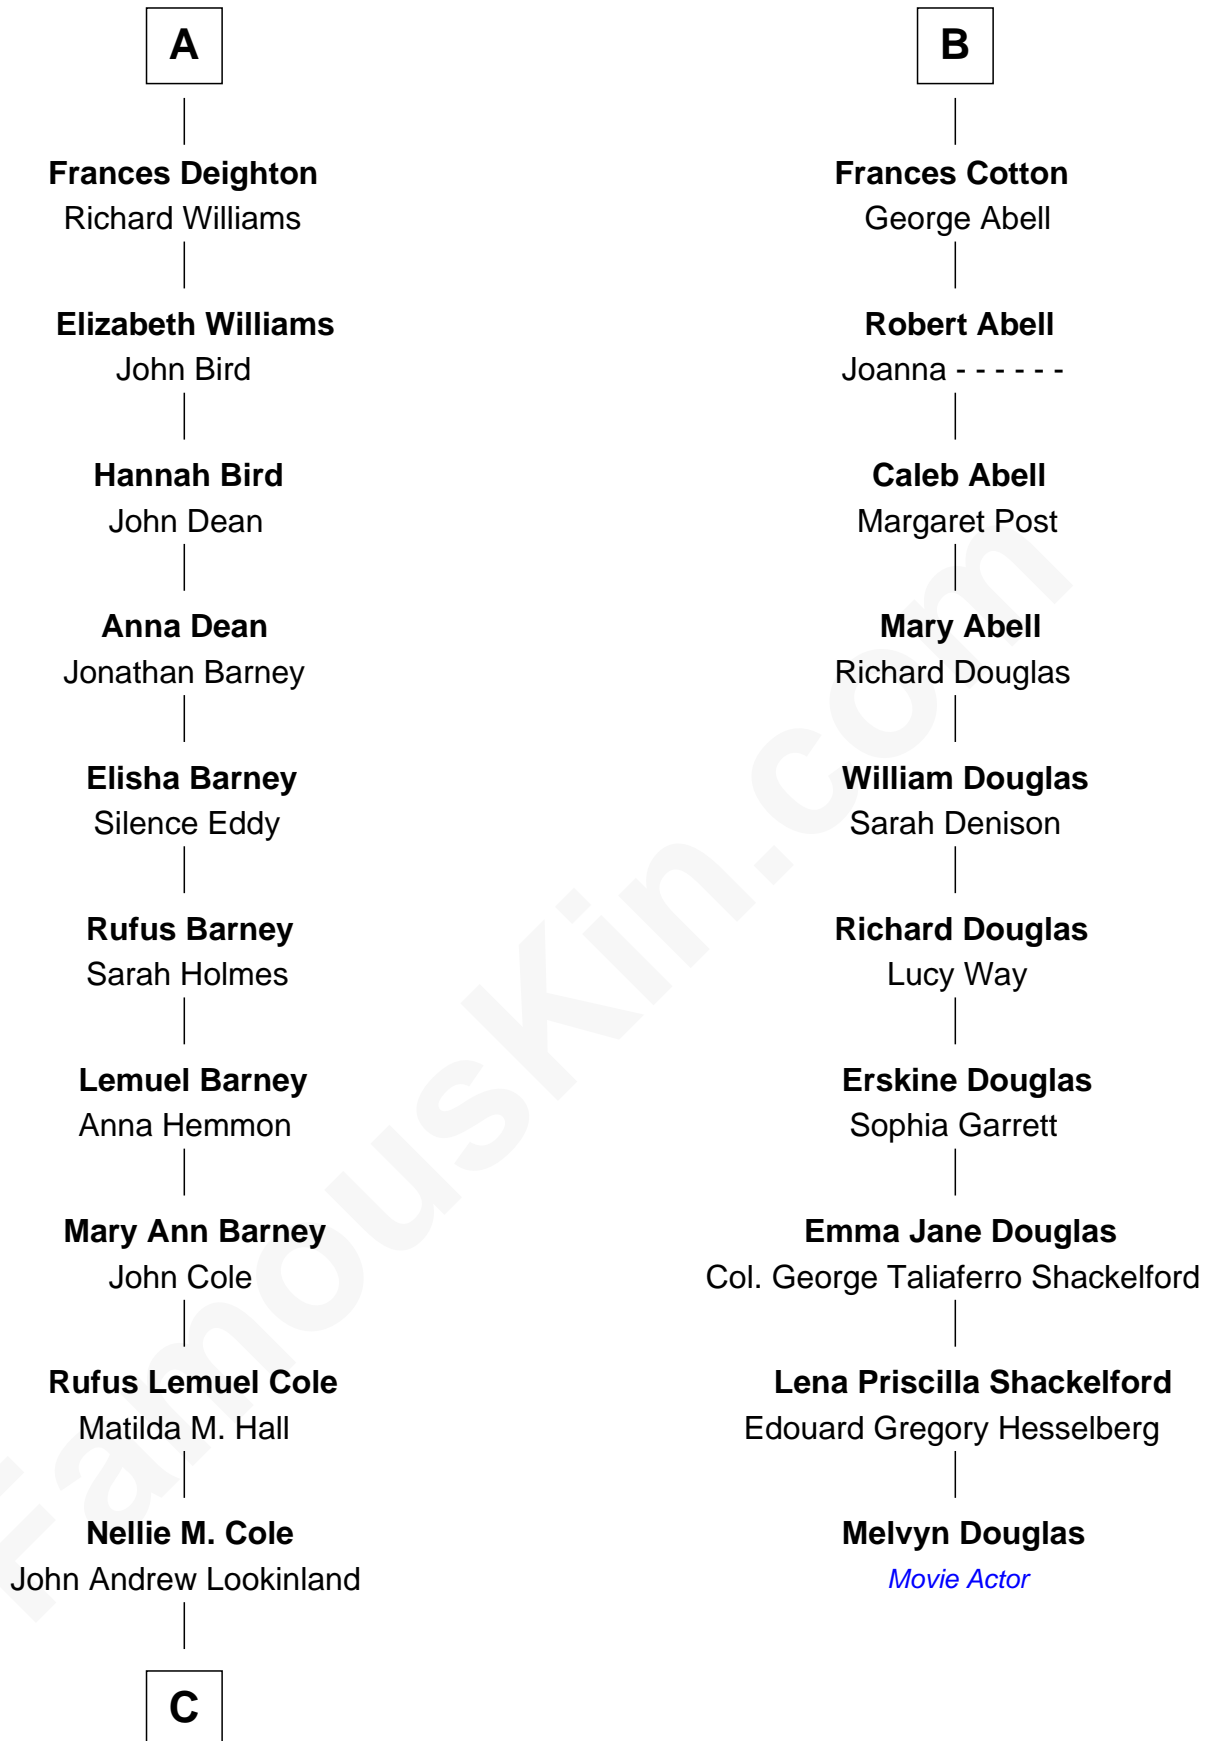 A
Frances Deighton
Richard Williams
Elizabeth Williams
John Bird
Hannah Bird
John Dean
Anna Dean
Jonathan Barney
Elisha Barney
Silence Eddy
Rufus Barney
Sarah Holmes
Lemuel Barney
Anna Hemmon
Mary Ann Barney
John Cole
Rufus Lemuel Cole
Matilda M. Hall
Nellie M. Cole
John Andrew Lookinland
C
B
Frances Cotton
George Abell
Robert Abell
Joanna - - - - - -
Caleb Abell
Margaret Post
Mary Abell
Richard Douglas
William Douglas
Sarah Denison
Richard Douglas
Lucy Way
Erskine Douglas
Sophia Garrett
Emma Jane Douglas
Col. George Taliaferro Shackelford
Lena Priscilla Shackelford
Edouard Gregory Hesselberg
Melvyn Douglas
Movie Actor
FamousKin.com